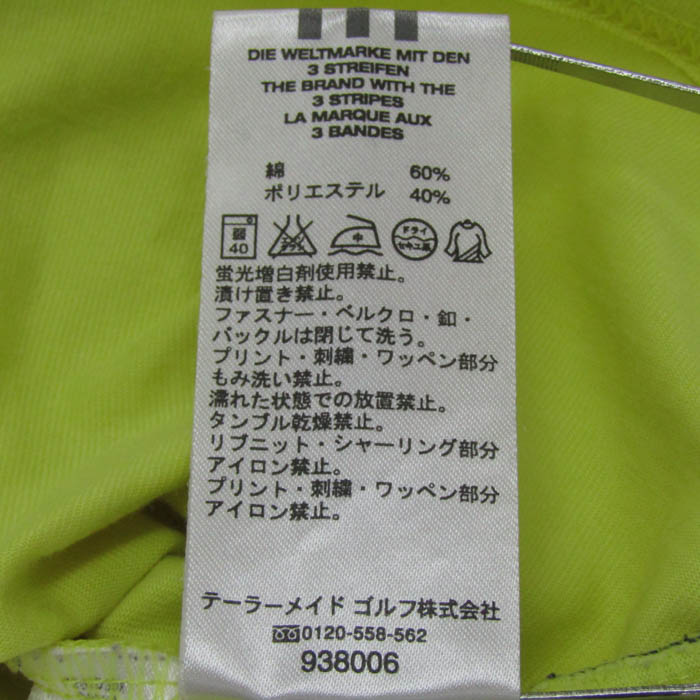 DIE WELTMARKE MIT DEN
3 STREIFEN
THE BRAND WITH THE
3 STRIPES
LA MARQUE AUX
3 BANDES
綿 60%
ポリエステル 40%
40 中 ドライ セキユ系
蛍光増白剤使用禁止。
漬け置き禁止。
ファスナー・ベルクロ・釦・
バックルは閉じて洗う。
プリント・刺繍・ワッペン部分
もみ洗い禁止。
濡れた状態での放置禁止。
タンブル乾燥禁止。
リブニット・シャーリング部分
アイロン禁止。
プリント・刺繍・ワッペン部分
アイロン禁止。
テーラーメイド ゴルフ株式会社
0120-558-562
938006